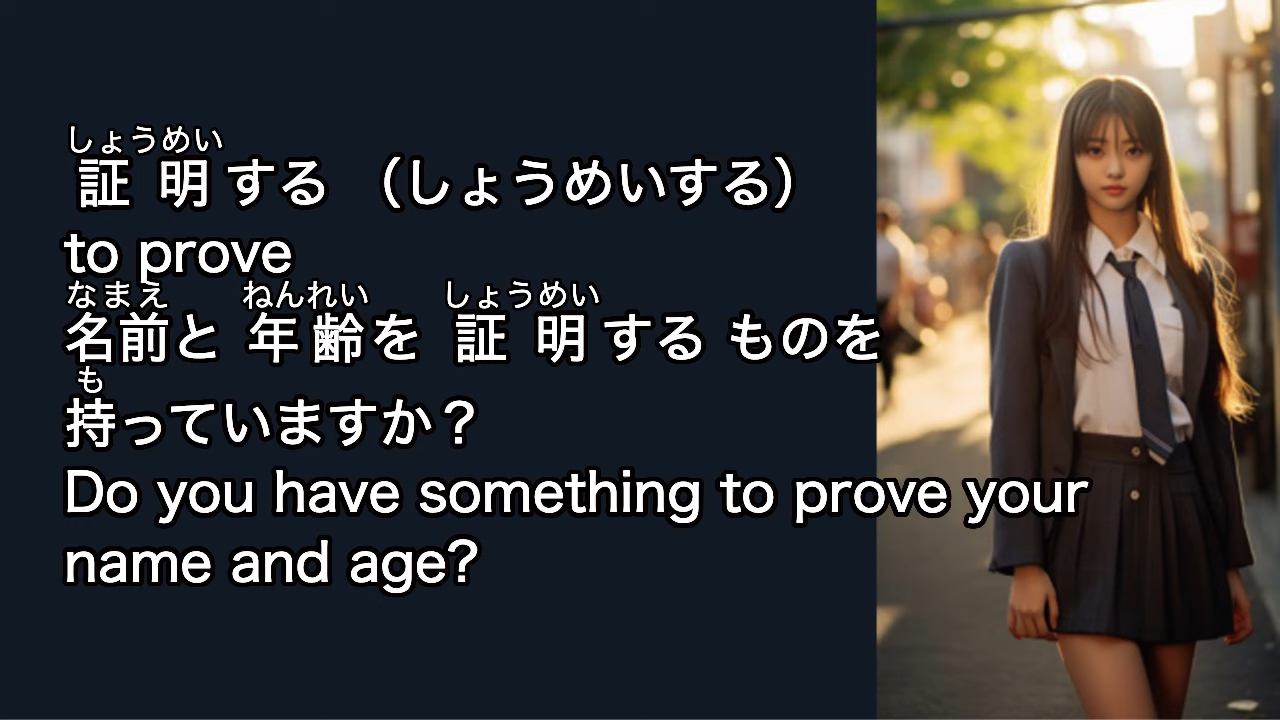 しょうめい
証明する （しょうめいする）
to prove
なまえ ねんれい しょうめい
名前と 年齢を 証明する ものを
も
持っていますか？
Do you have something to prove your
name and age?